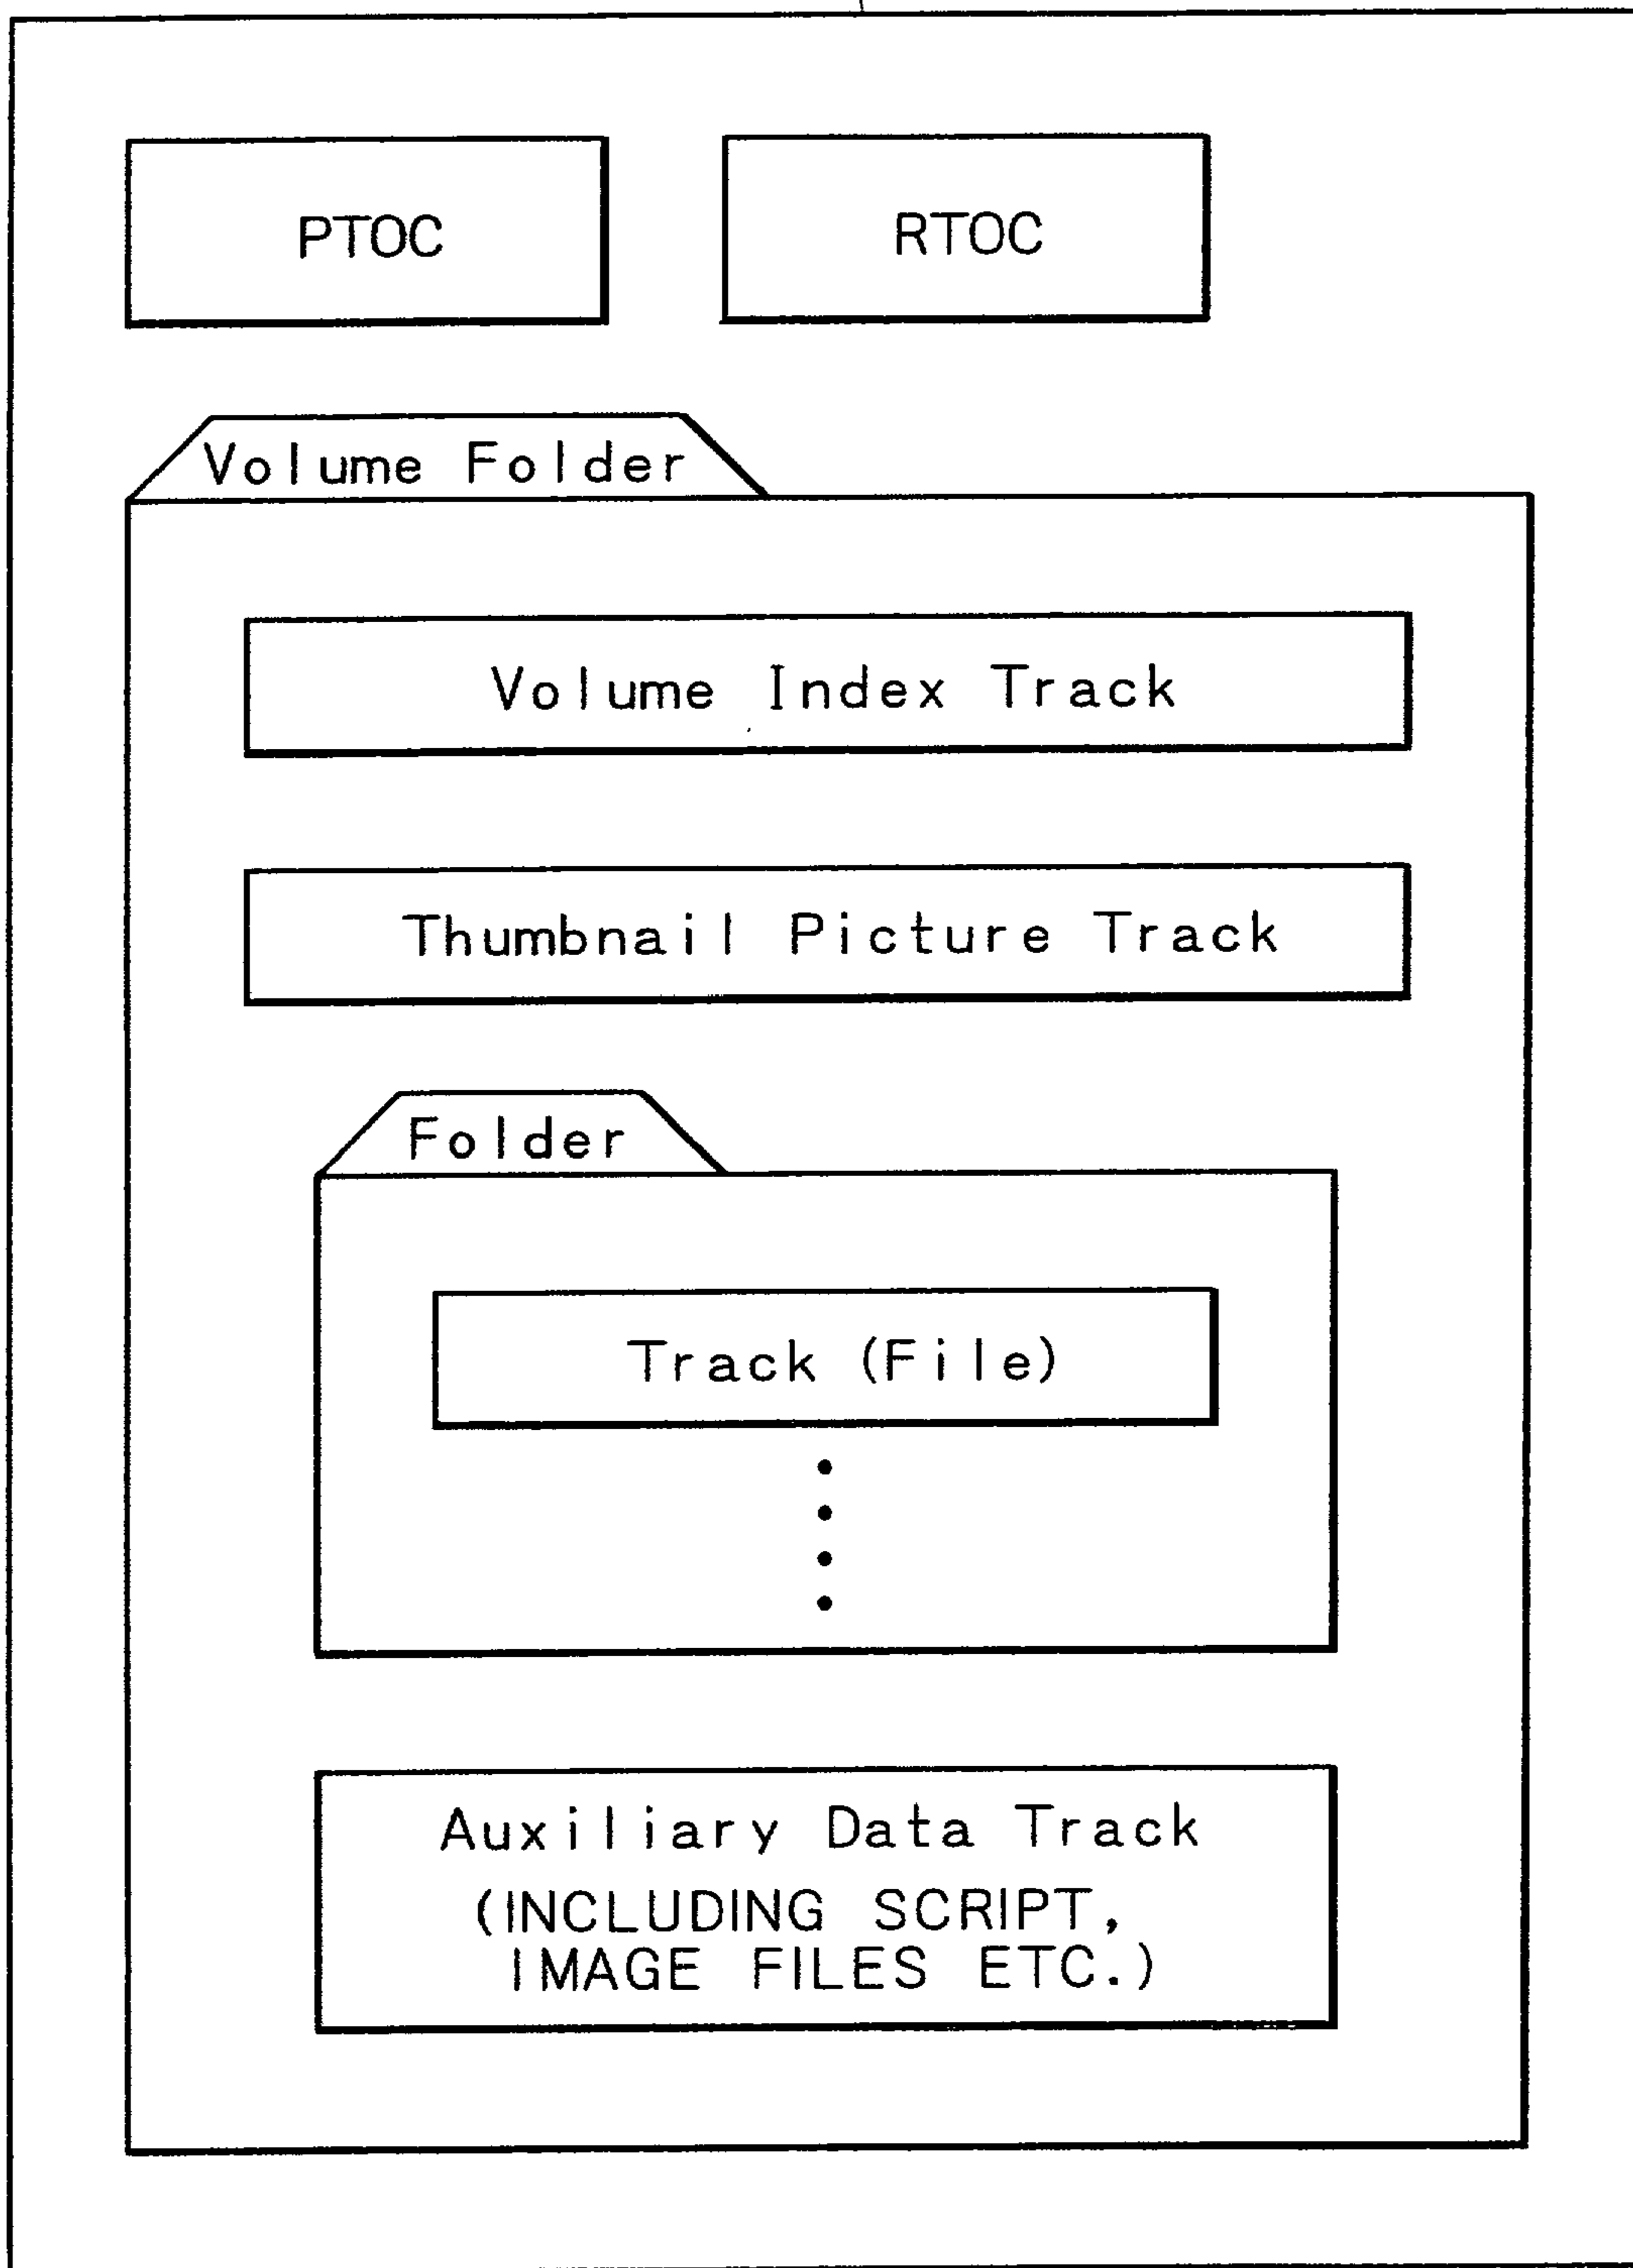 PTOC RTOC
Volume Folder
Volume Index Track
Thumbnail Picture Track
Folder
Track (File)
Auxiliary Data Track
(INCLUDING SCRIPT,
IMAGE FILES ETC.)